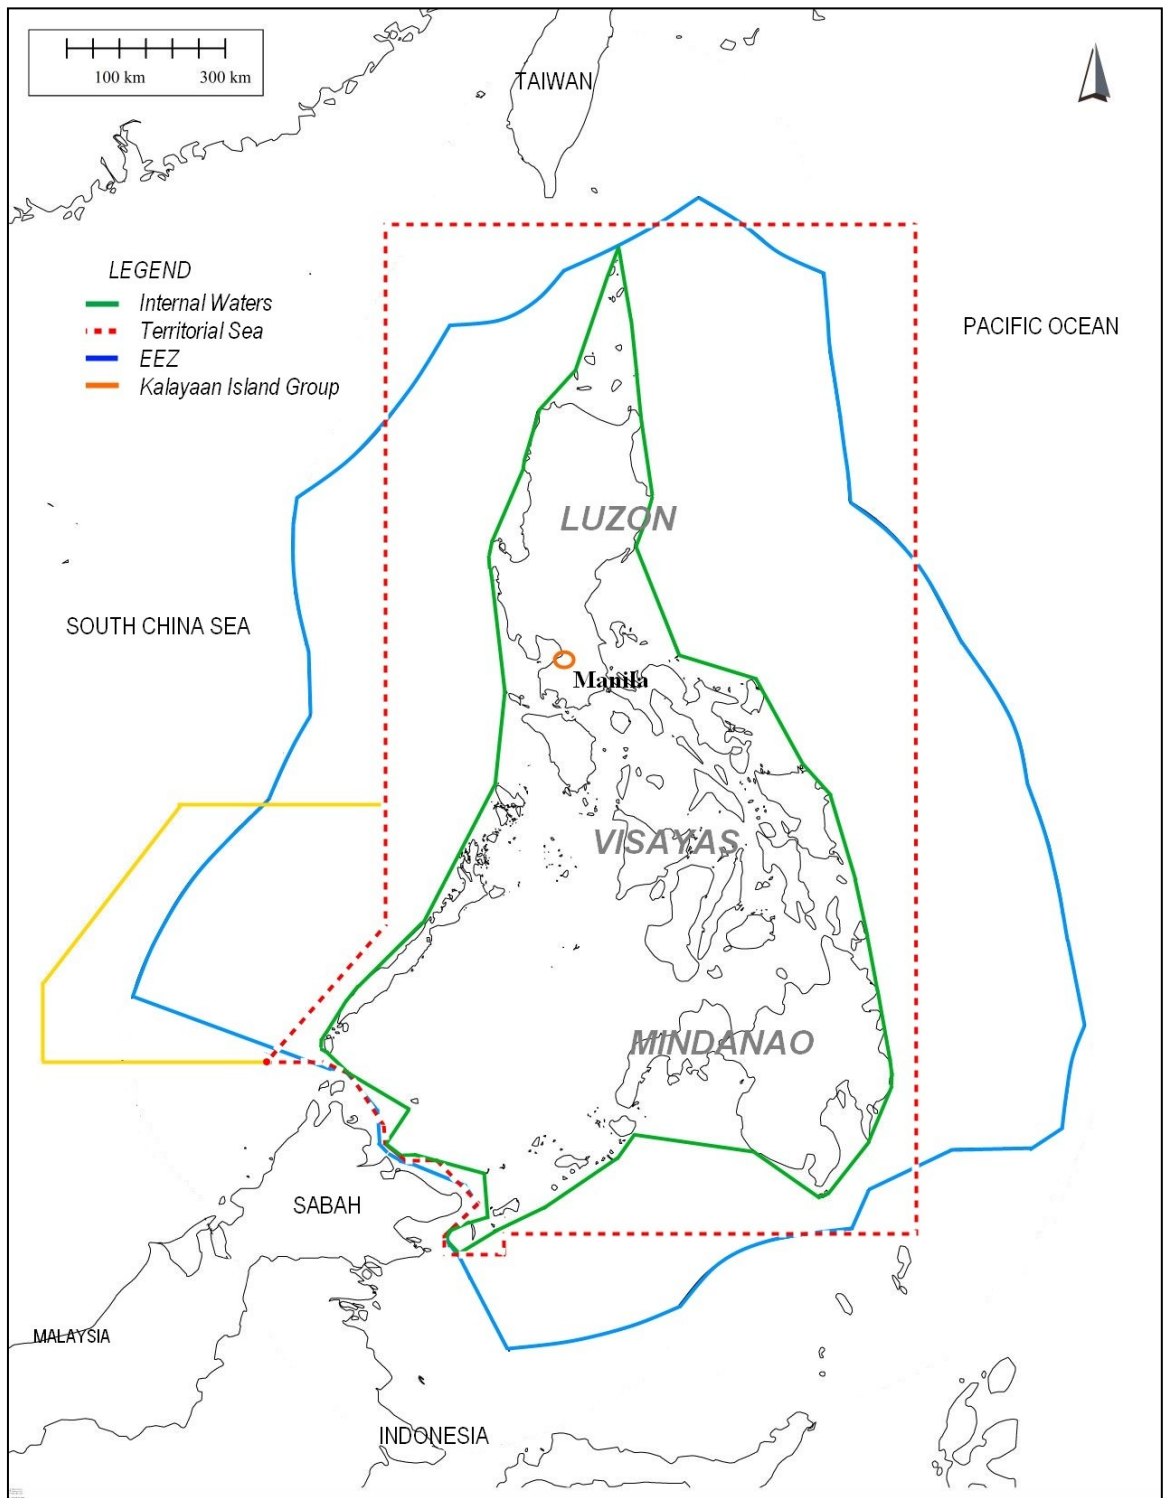 100 km 300 km
TAIWAN
LEGEND
Internal Waters
Territorial Sea
EEZ
Kalayaan Island Group
PACIFIC OCEAN
LUZON
SOUTH CHINA SEA
Manila
VISAYAS
MINDANAO
SABAH
MALAYSIA
INDONESIA